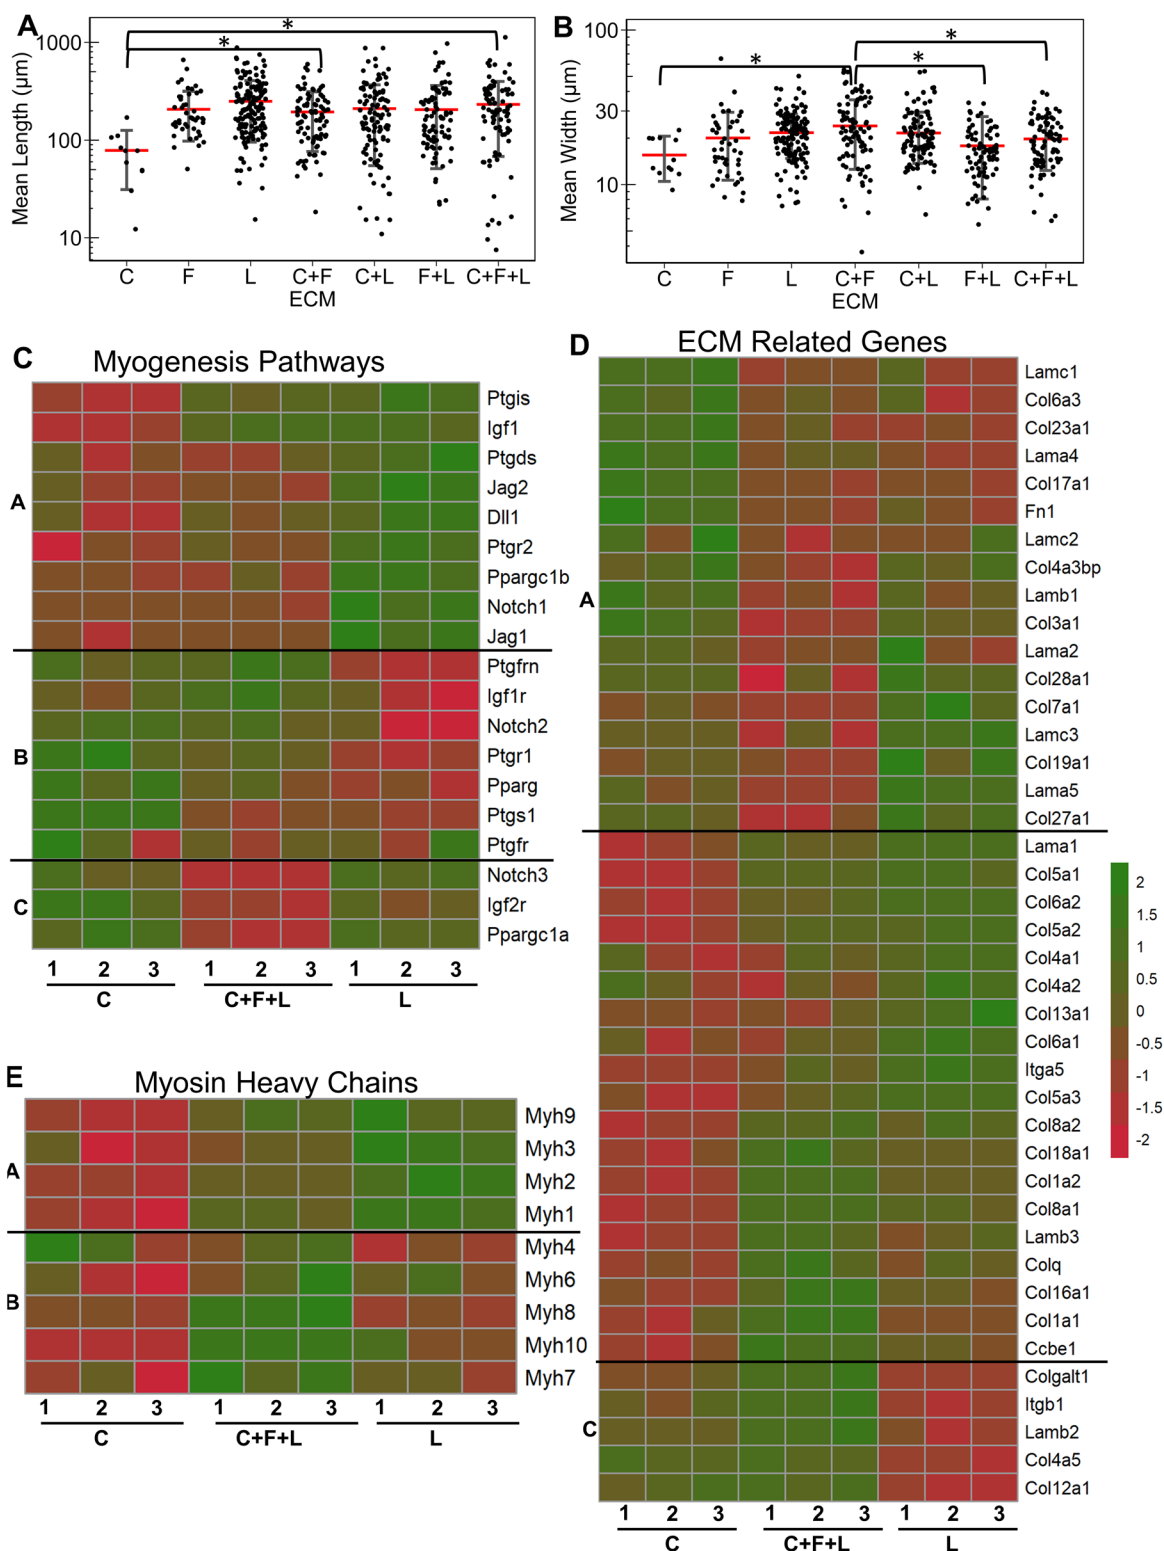 A
B
*
*
*
*
*
1000
100
10
Mean Length (µm)
100
30
10
Mean Width (µm)
C F L C+F C+L F+L C+F+L
ECM
C F L C+F C+L F+L C+F+L
ECM
C
Myogenesis Pathways
A
B
C
Ptgis
Igf1
Ptgds
Jag2
Dll1
Ptgr2
Ppargc1b
Notch1
Jag1
Ptgfrn
Igf1r
Notch2
Ptgr1
Pparg
Ptgs1
Ptgfr
Notch3
Igf2r
Ppargc1a
1 2 3 1 2 3 1 2 3
C C+F+L L
D
ECM Related Genes
A
B
C
Lamc1
Col6a3
Col23a1
Lama4
Col17a1
Fn1
Lamc2
Col4a3bp
Lamb1
Col3a1
Lama2
Col28a1
Col7a1
Lamc3
Col19a1
Lama5
Col27a1
Lama1
Col5a1
Col6a2
Col5a2
Col4a1
Col4a2
Col13a1
Col6a1
Itga5
Col5a3
Col8a2
Col18a1
Col1a2
Col8a1
Lamb3
Colq
Col16a1
Col1a1
Ccbe1
Colgalt1
Itgb1
Lamb2
Col4a5
Col12a1
1 2 3 1 2 3 1 2 3
C C+F+L L
2
1.5
1
0.5
0
-0.5
-1
-1.5
-2
E
Myosin Heavy Chains
A
B
Myh9
Myh3
Myh2
Myh1
Myh4
Myh6
Myh8
Myh10
Myh7
1 2 3 1 2 3 1 2 3
C C+F+L L